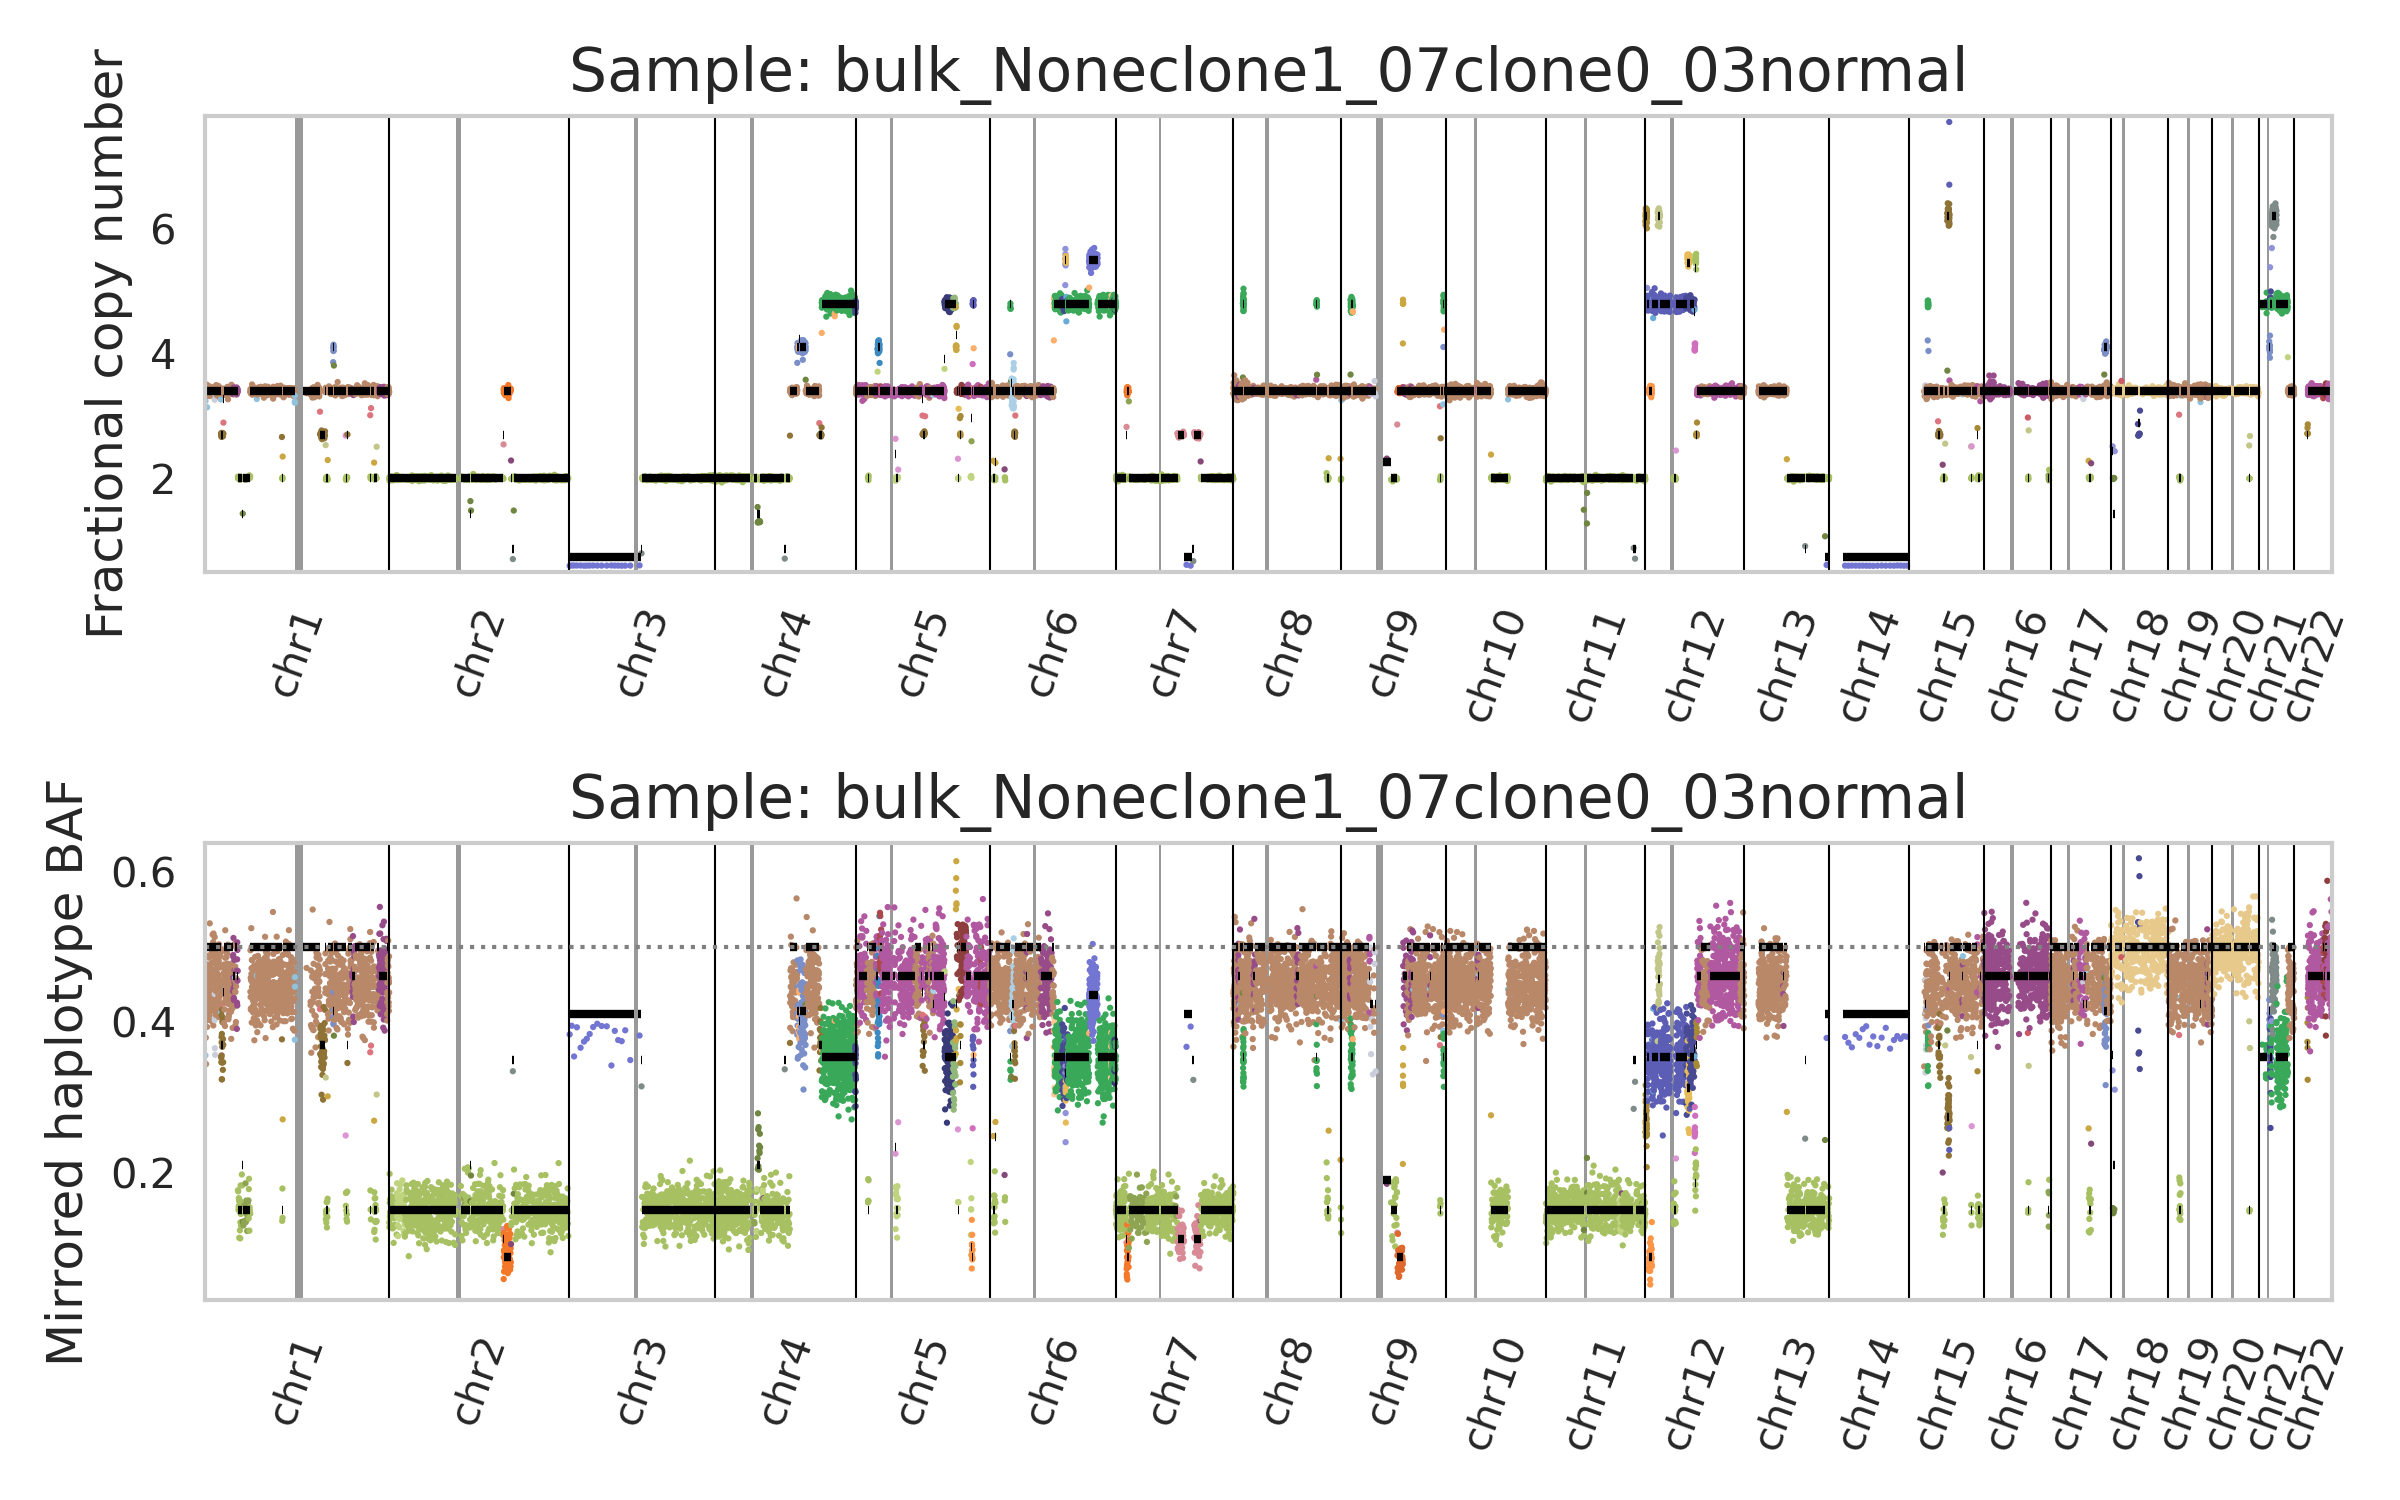 Sample: bulk_Noneclone1_07clone0_03normal
Fractional copy number
6
4
2
chr1 chr2 chr3 chr4 chr5 chr6 chr7 chr8 chr9 chr10 chr11 chr12 chr13 chr14 chr15 chr16 chr17 chr18 chr19 chr20 chr21 chr22
Sample: bulk_Noneclone1_07clone0_03normal
Mirrored haplotype BAF
0.6
0.4
0.2
chr1 chr2 chr3 chr4 chr5 chr6 chr7 chr8 chr9 chr10 chr11 chr12 chr13 chr14 chr15 chr16 chr17 chr18 chr19 chr20 chr21 chr22